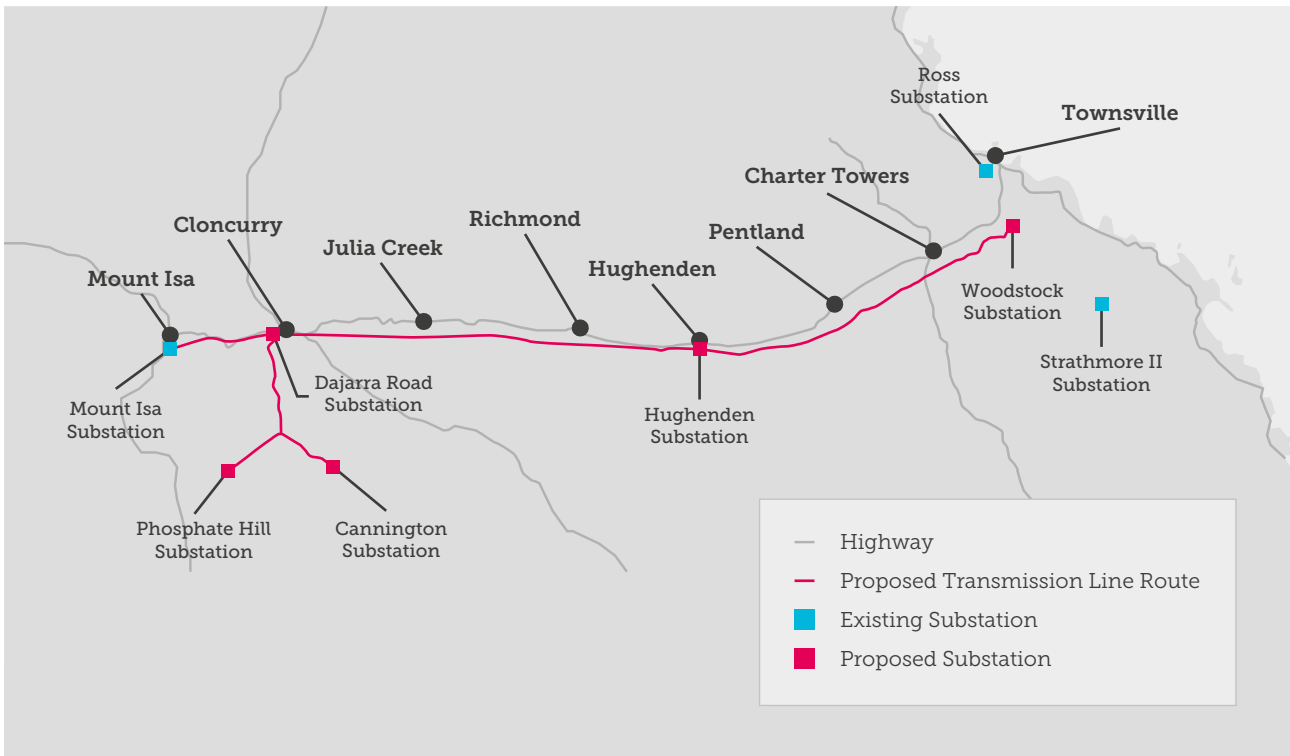 Ross
Substation
Townsville
Charter Towers
Richmond
Cloncurry
Pentland
Julia Creek
Hughenden
Mount Isa
Woodstock
Substation
Strathmore II
Substation
Dajarra Road
Substation
Mount Isa
Substation
Hughenden
Substation
Phosphate Hill
Substation
Cannington
Substation
Highway
Proposed Transmission Line Route
Existing Substation
Proposed Substation